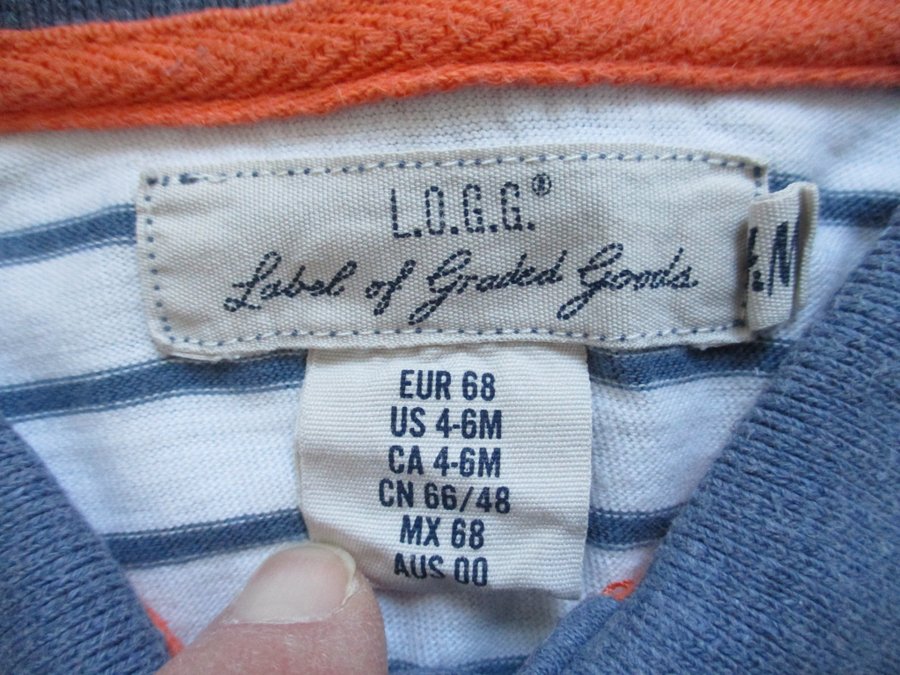 L.O.G.G.®
Label of Graded Goods
EUR 68
US 4-6M
CA 4-6M
CN 66/48
MX 68
AUS 00